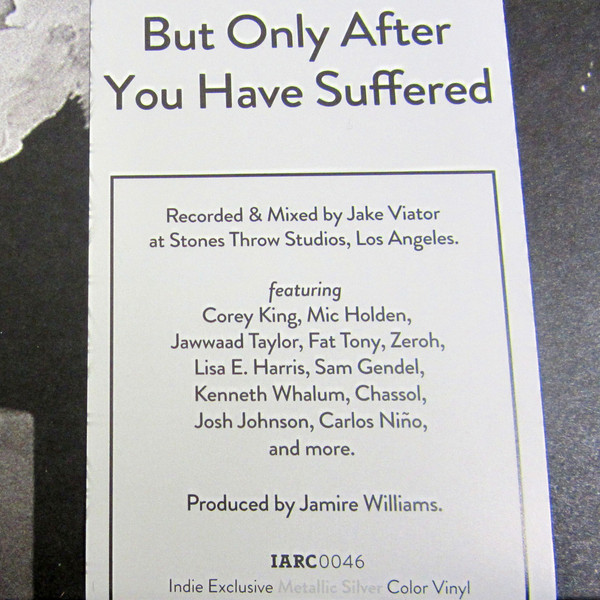 But Only After
You Have Suffered
Recorded & Mixed by Jake Viator
at Stones Throw Studios, Los Angeles.
featuring
Corey King, Mic Holden,
Jawwaad Taylor, Fat Tony, Zeroh,
Lisa E. Harris, Sam Gendel,
Kenneth Whalum, Chassol,
Josh Johnson, Carlos Niño,
and more.
Produced by Jamire Williams.
IARC0046
Indie Exclusive Metallic Silver Color Vinyl